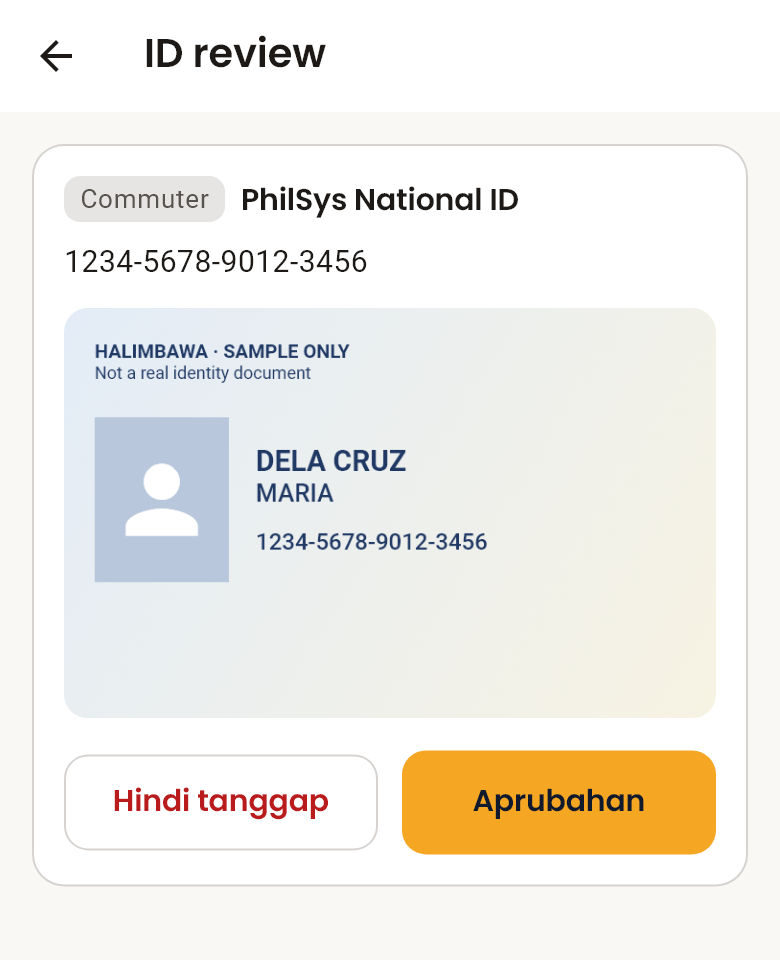 ID review
Commuter PhilSys National ID
1234-5678-9012-3456
HALIMBAWA · SAMPLE ONLY
Not a real identity document
DELA CRUZ
MARIA
1234-5678-9012-3456
Hindi tanggap Aprubahan